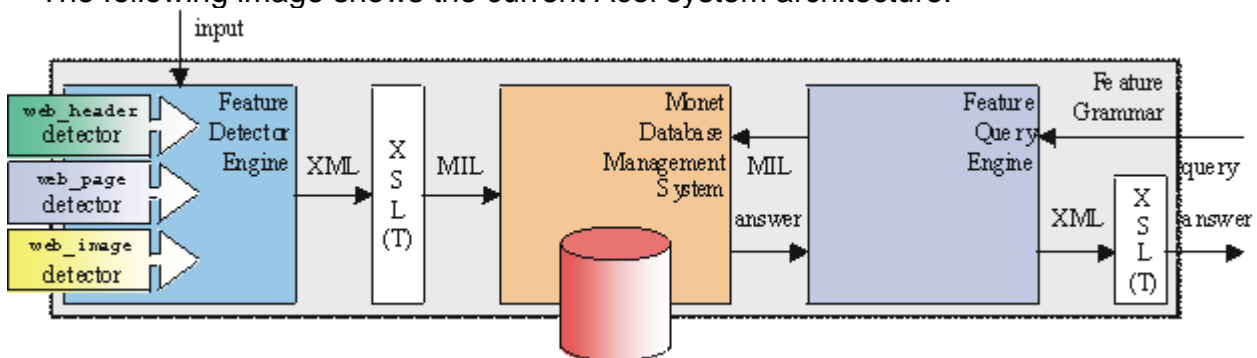 The following image shows the current Acoi system architecture:
input
web_header
detector
web_page
detector
web_image
detector
Feature
Detector
Engine
XML
X
S
L
(T)
MIL
Monet
Database
Management
System
MIL
answer
Feature
Query
Engine
Feature
Grammar
query
XML
X
S
L
(T)
answer